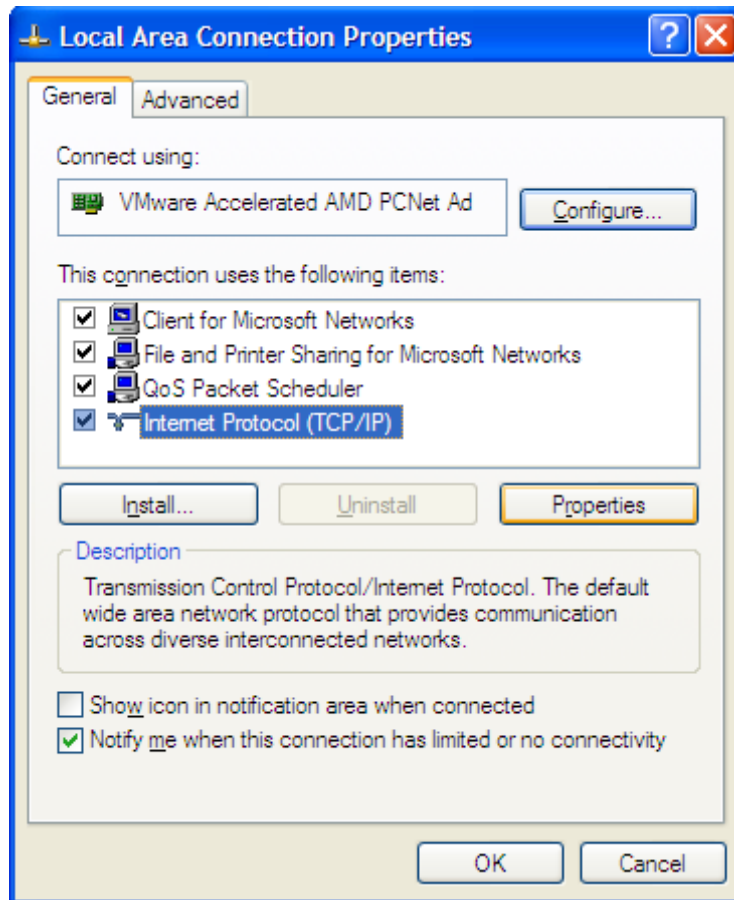 Local Area Connection Properties
?
X
General
Advanced
Connect using:
VMware Accelerated AMD PCNet Ad
Configure...
This connection uses the following items:
Client for Microsoft Networks
File and Printer Sharing for Microsoft Networks
QoS Packet Scheduler
Internet Protocol (TCP/IP)
Install...
Uninstall
Properties
Description
Transmission Control Protocol/Internet Protocol. The default
wide area network protocol that provides communication
across diverse interconnected networks.
Show icon in notification area when connected
Notify me when this connection has limited or no connectivity
OK
Cancel